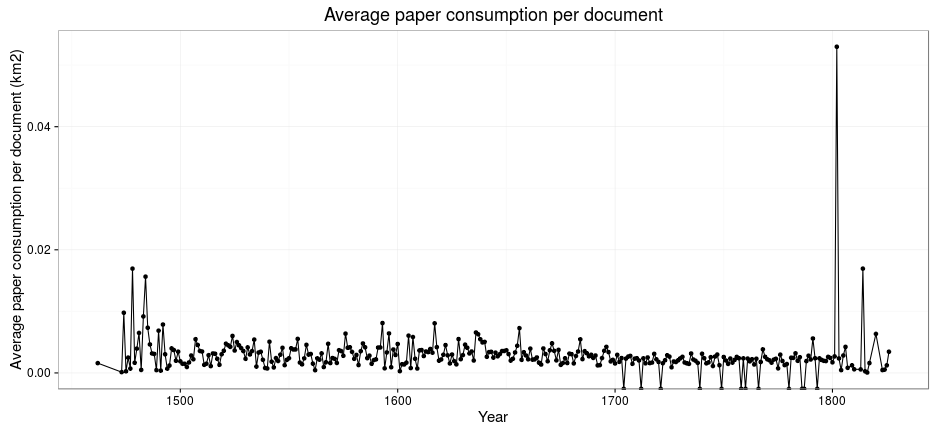 Average paper consumption per document
Average paper consumption per document (km2)
0.04
0.02
0.00
1500 1600 1700 1800
Year